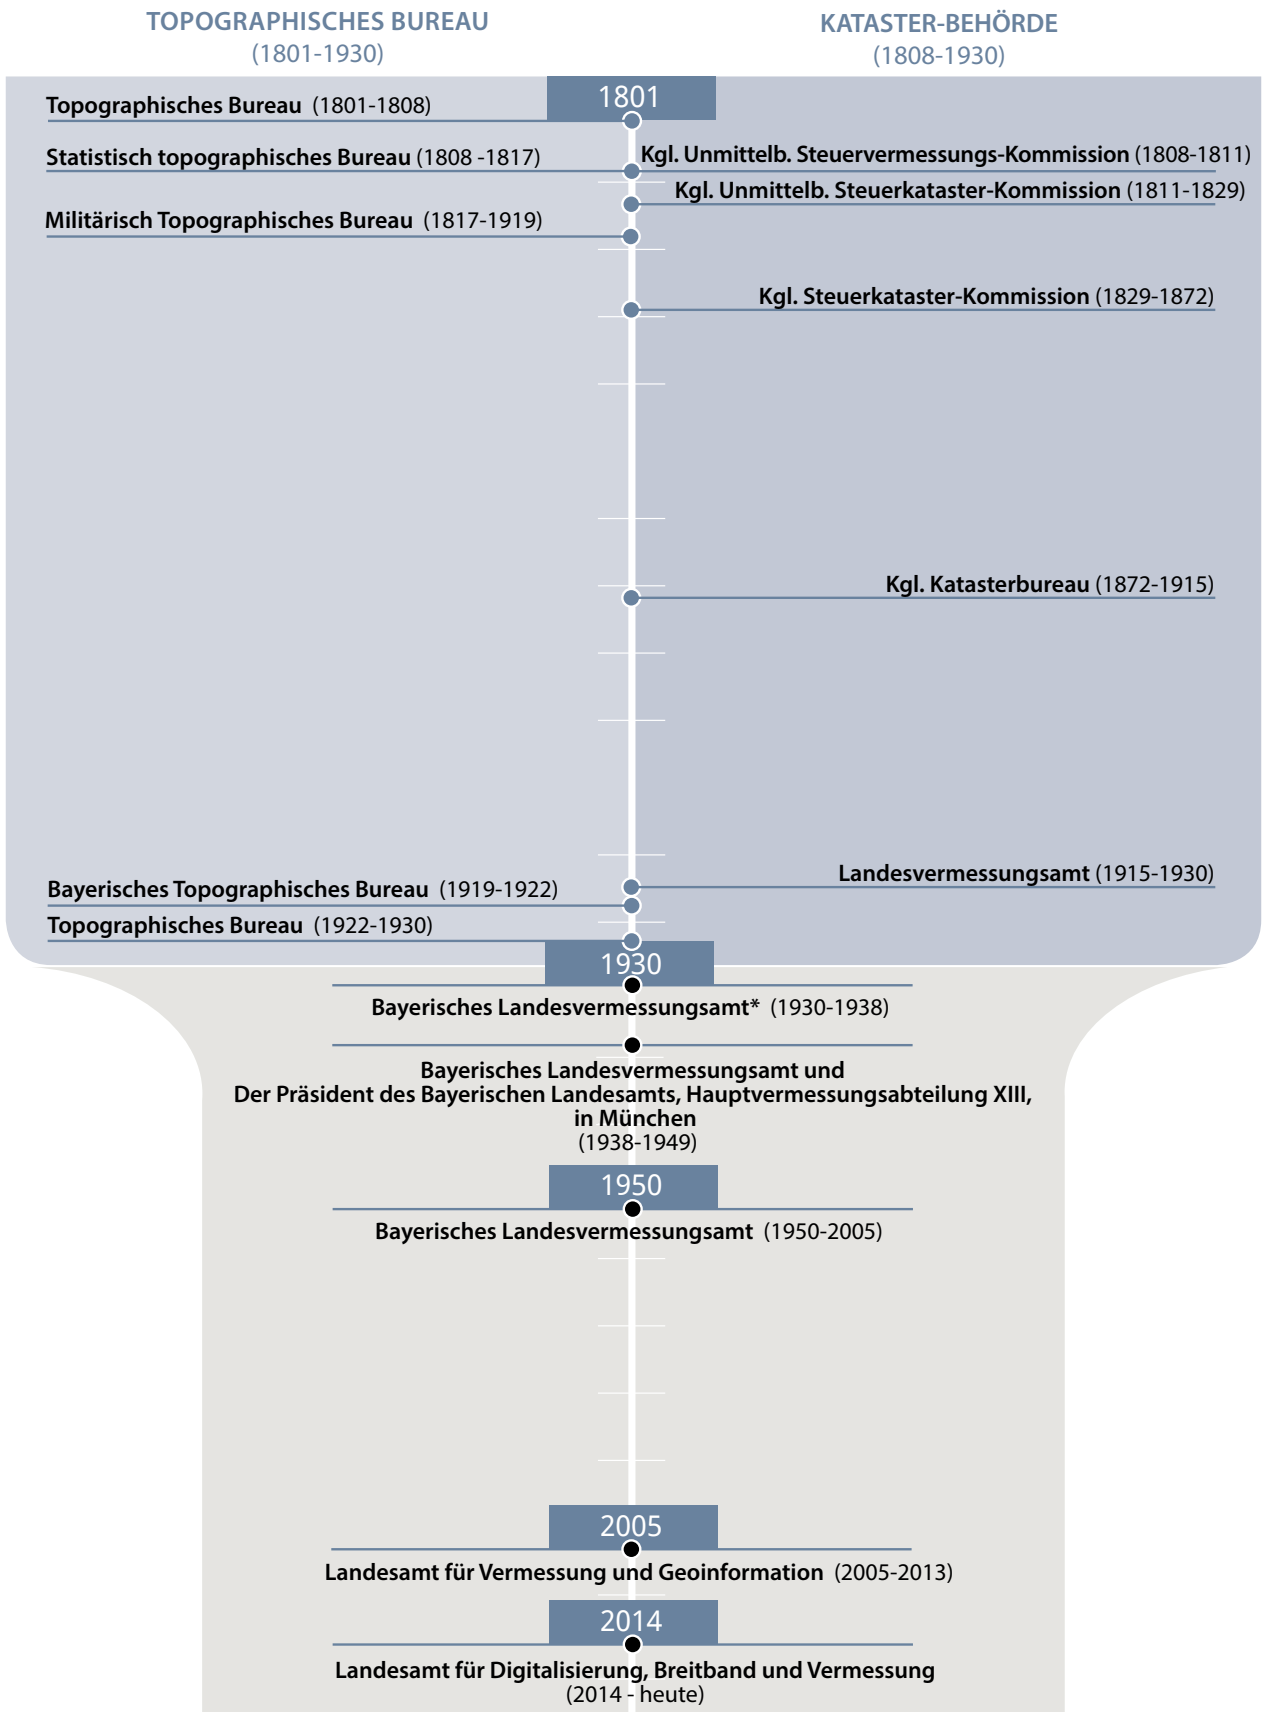 TOPOGRAPHISCHES BUREAU
(1801-1930)
KATASTER-BEHÖRDE
(1808-1930)
1801
Topographisches Bureau (1801-1808)
Statistisch topographisches Bureau (1808 -1817)
Kgl. Unmittelb. Steuervermessungs-Kommission (1808-1811)
Kgl. Unmittelb. Steuerkataster-Kommission (1811-1829)
Militärisch Topographisches Bureau (1817-1919)
Kgl. Steuerkataster-Kommission (1829-1872)
Kgl. Katasterbureau (1872-1915)
Landesvermessungsamt (1915-1930)
Bayerisches Topographisches Bureau (1919-1922)
Topographisches Bureau (1922-1930)
1930
Bayerisches Landesvermessungsamt* (1930-1938)
Bayerisches Landesvermessungsamt und
Der Präsident des Bayerischen Landesamts, Hauptvermessungsabteilung XIII,
in München
(1938-1949)
1950
Bayerisches Landesvermessungsamt (1950-2005)
2005
Landesamt für Vermessung und Geoinformation (2005-2013)
2014
Landesamt für Digitalisierung, Breitband und Vermessung
(2014 - heute)